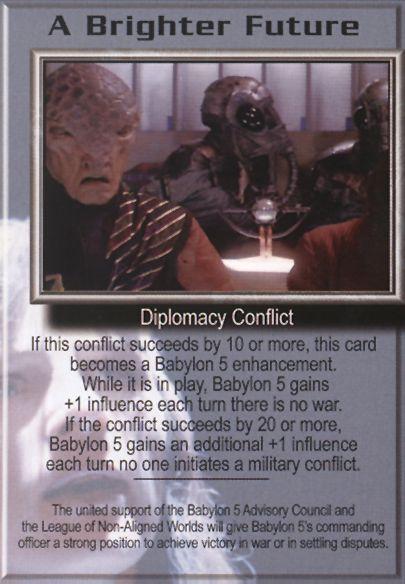 A Brighter Future
Diplomacy Conflict
If this conflict succeeds by 10 or more, this card
becomes a Babylon 5 enhancement.
While it is in play, Babylon 5 gains
+1 influence each turn there is no war.
If the conflict succeeds by 20 or more,
Babylon 5 gains an additional +1 influence
each turn no one initiates a military conflict.
The united support of the Babylon 5 Advisory Council and
the League of Non-Aligned Worlds will give Babylon 5's commanding
officer a strong position to achieve victory in war or in settling disputes.